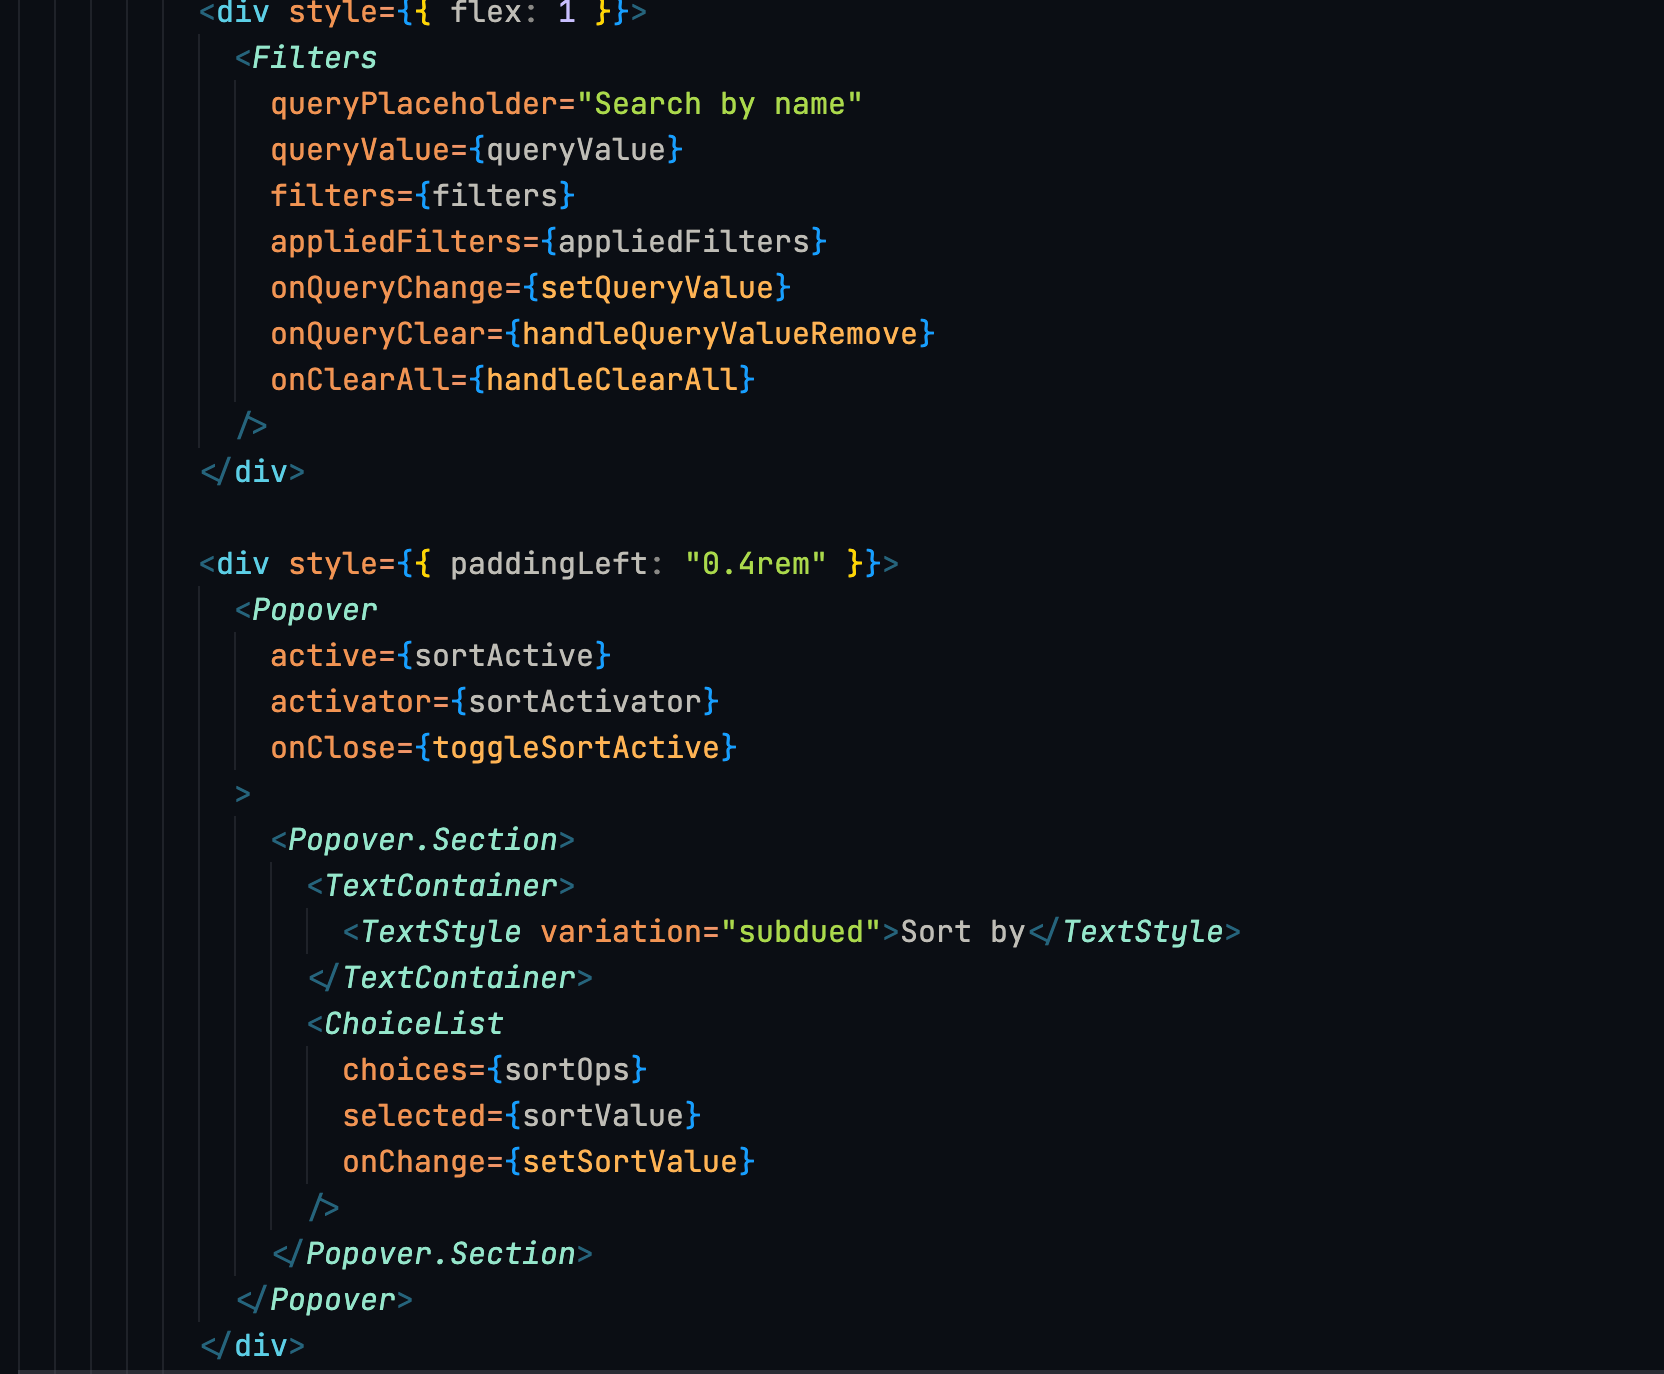 <div style={{ flex: 1 }}>
<Filters
queryPlaceholder="Search by name"
queryValue={queryValue}
filters={filters}
appliedFilters={appliedFilters}
onQueryChange={setQueryValue}
onQueryClear={handleQueryValueRemove}
onClearAll={handleClearAll}
/>
</div>
<div style={{ paddingLeft: "0.4rem" }}>
<Popover
active={sortActive}
activator={sortActivator}
onClose={toggleSortActive}
>
<Popover.Section>
<TextContainer>
<TextStyle variation="subdued">Sort by</TextStyle>
</TextContainer>
<ChoiceList
choices={sortOps}
selected={sortValue}
onChange={setSortValue}
/>
</Popover.Section>
</Popover>
</div>